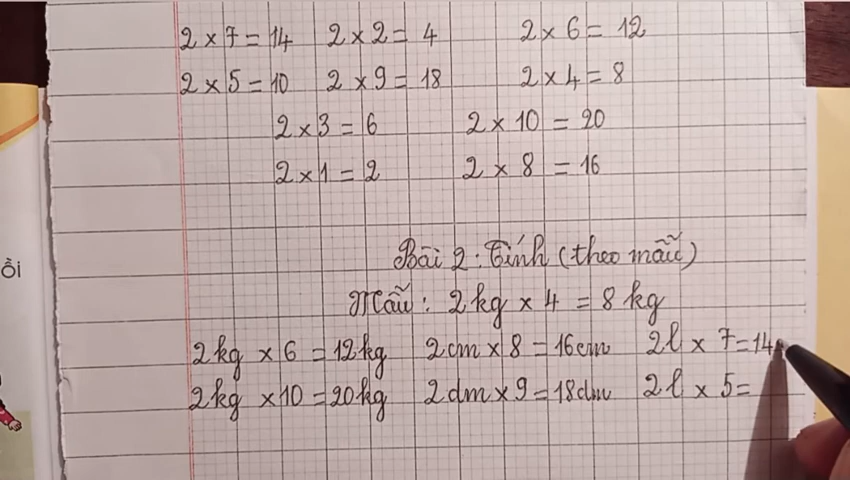 2 × 7 = 14 2 × 2 = 4 2 × 6 = 12
2 × 5 = 10 2 × 9 = 18 2 × 4 = 8
2 × 3 = 6 2 × 10 = 20
2 × 1 = 2 2 × 8 = 16
Bài 2 : Tính (theo mẫu)
Mẫu : 2kg × 4 = 8 kg
2kg × 6 = 12kg 2cm × 8 = 16cm 2l × 7 = 14
2kg × 10 = 20kg 2dm × 9 = 18dm 2l × 5 =
ồi